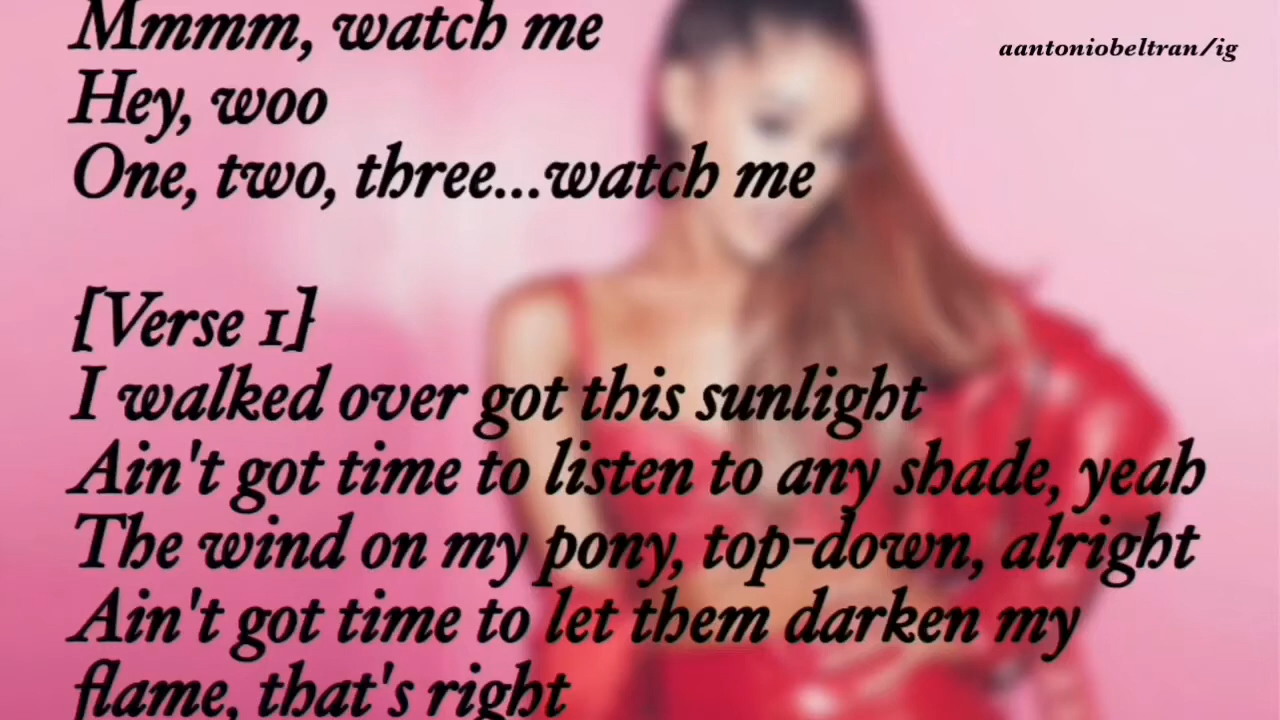 Mmmm, watch me
aantoniobeltran/ig
Hey, woo
One, two, three...watch me
[Verse 1]
I walked over got this sunlight
Ain't got time to listen to any shade, yeah
The wind on my pony, top-down, alright
Ain't got time to let them darken my
flame, that's right